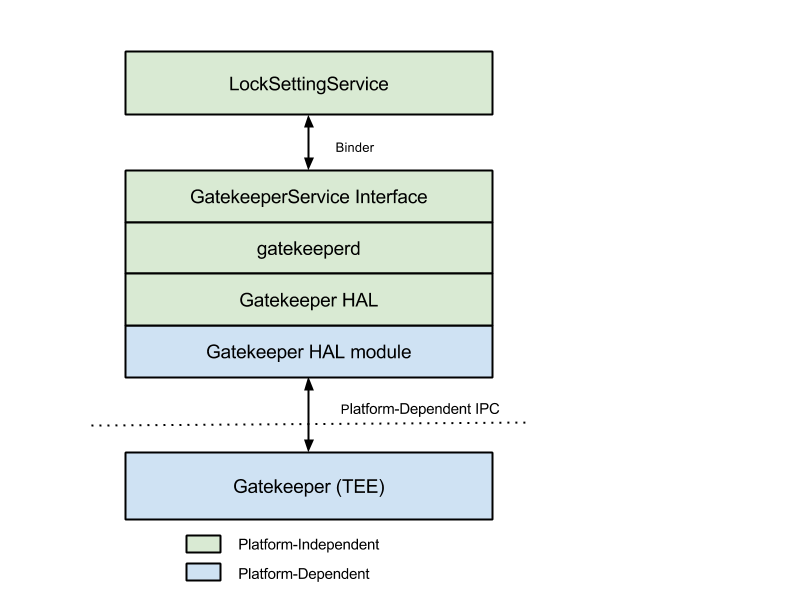 LockSettingService
Binder
GatekeeperService Interface
gatekeeperd
Gatekeeper HAL
Gatekeeper HAL module
Platform-Dependent IPC
Gatekeeper (TEE)
Platform-Independent
Platform-Dependent